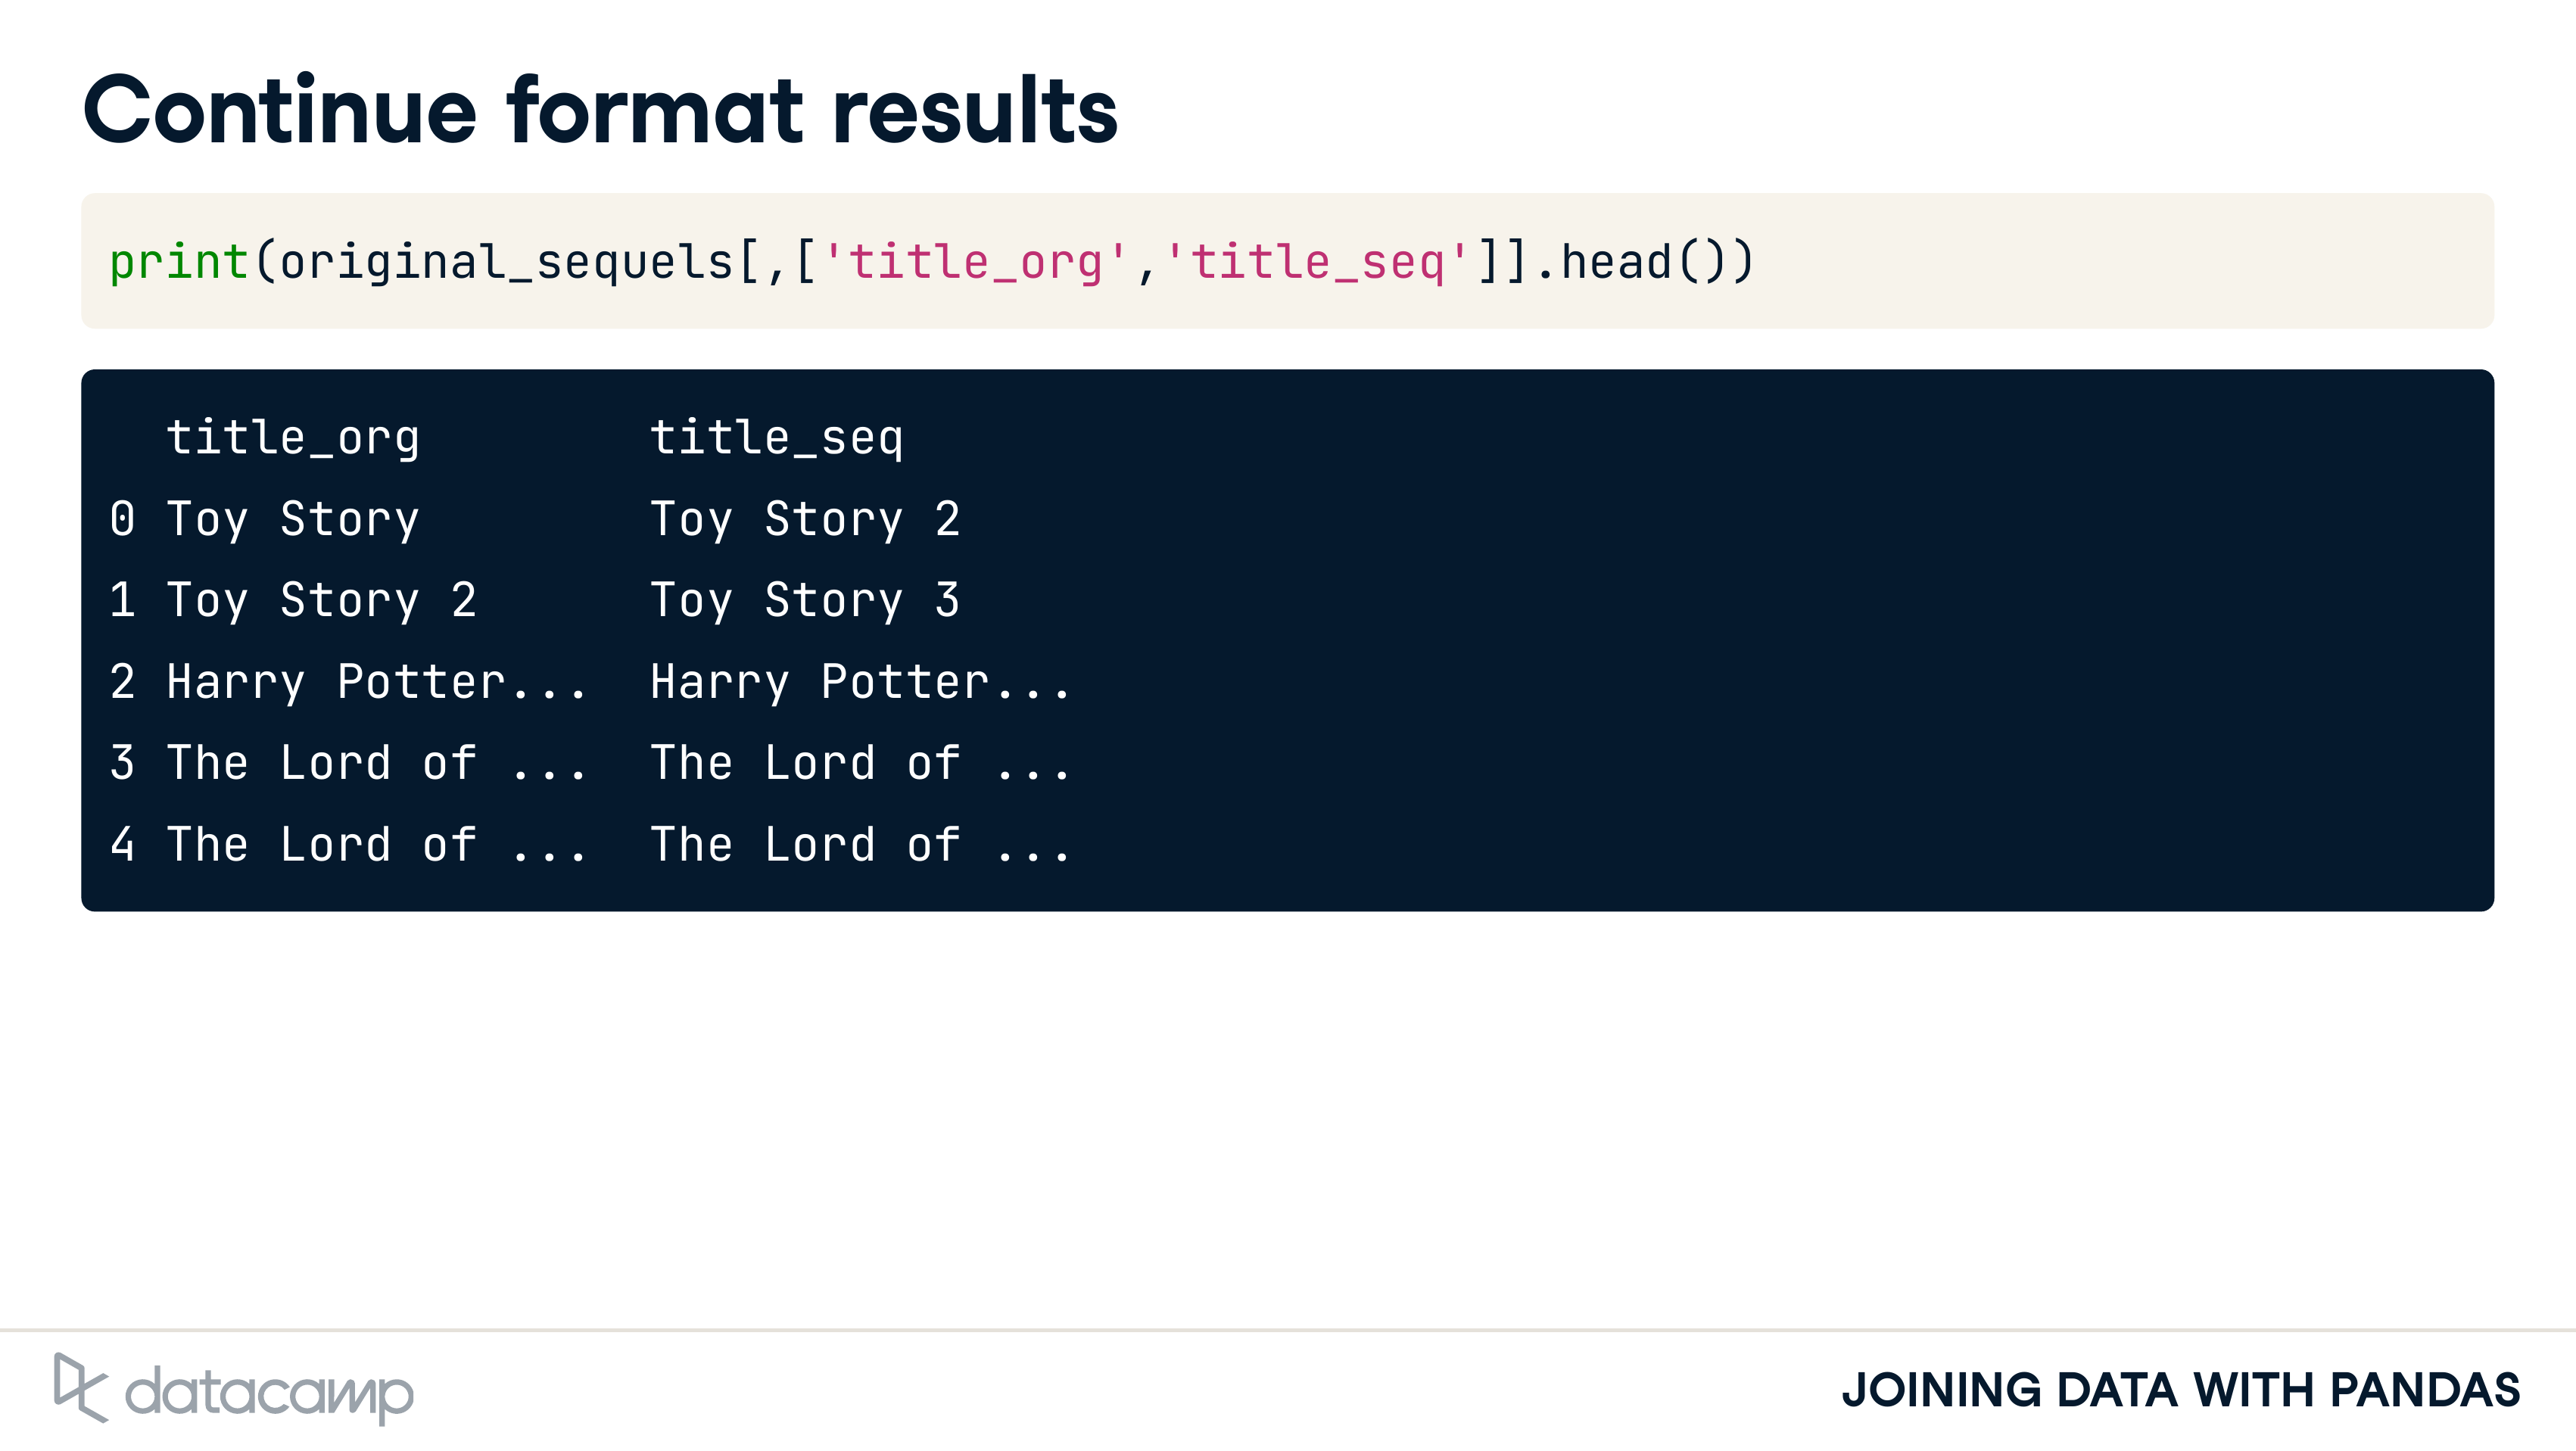 Continue format results
print(original_sequels[,['title_org','title_seq']].head())
title_org title_seq
0 Toy Story Toy Story 2
1 Toy Story 2 Toy Story 3
2 Harry Potter... Harry Potter...
3 The Lord of ... The Lord of ...
4 The Lord of ... The Lord of ...
datacamp
JOINING DATA WITH PANDAS